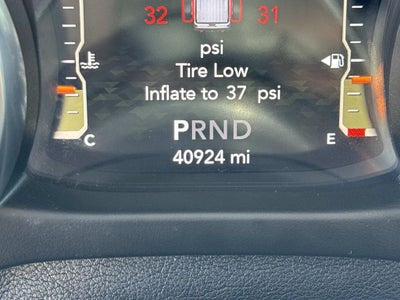 32 31
psi
Tire Low
Inflate to 37 psi
PRND
C E
40924 mi